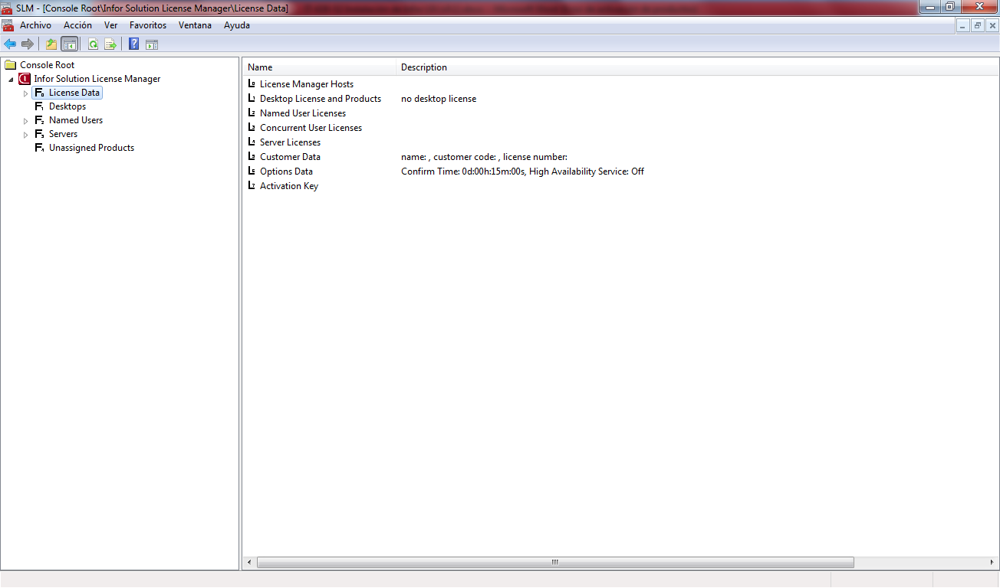 SLM - [Console Root\Infor Solution License Manager\License Data]
Archivo Acción Ver Favoritos Ventana Ayuda
Console Root
Infor Solution License Manager
License Data
Desktops
Named Users
Servers
Unassigned Products
Name Description
License Manager Hosts
Desktop License and Products no desktop license
Named User Licenses
Concurrent User Licenses
Server Licenses
Customer Data name: , customer code: , license number:
Options Data Confirm Time: 0d:00h:15m:00s, High Availability Service: Off
Activation Key